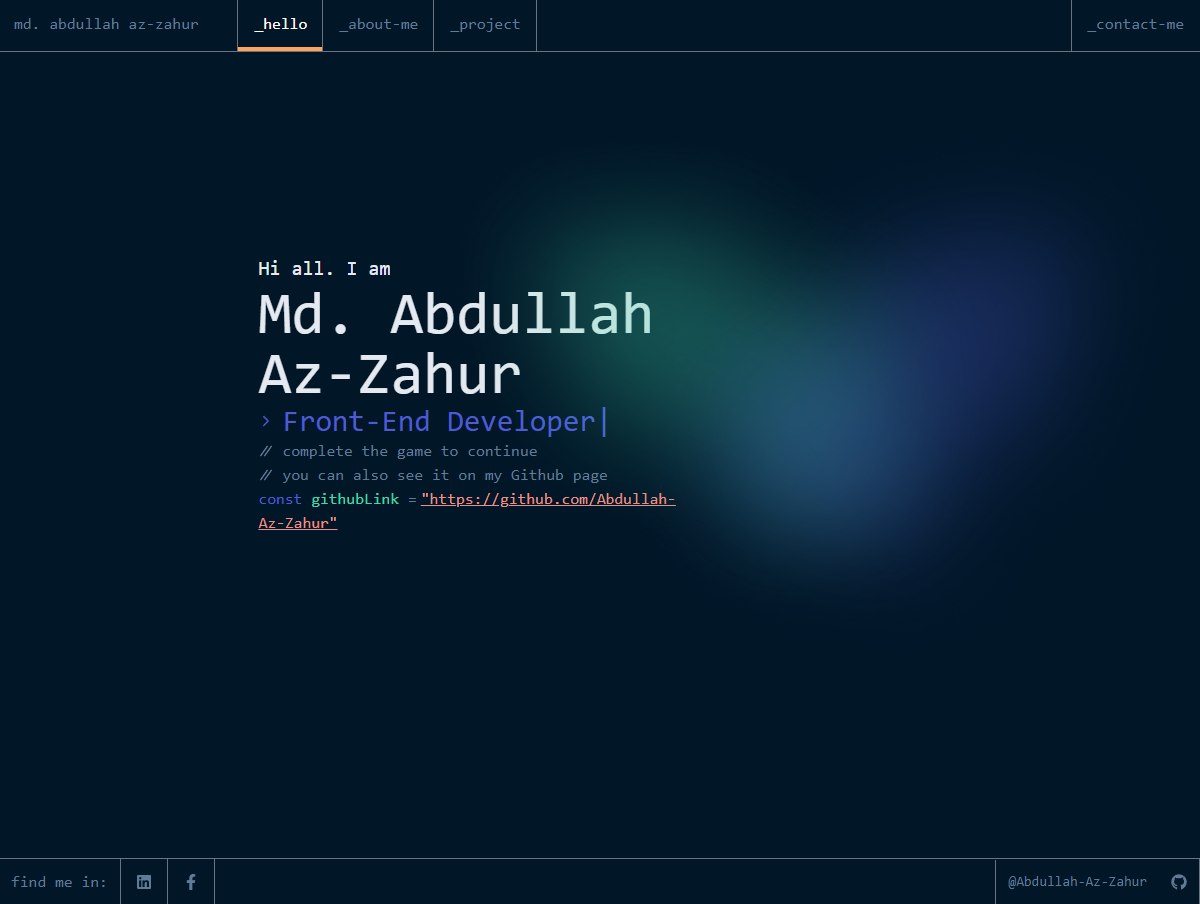 md. abdullah az-zahur
_hello
_about-me
_project
_contact-me
Hi all. I am
Md. Abdullah
Az-Zahur
> Front-End Developer|
// complete the game to continue
// you can also see it on my Github page
const githubLink = "https://github.com/Abdullah-
Az-Zahur"
find me in:
@Abdullah-Az-Zahur